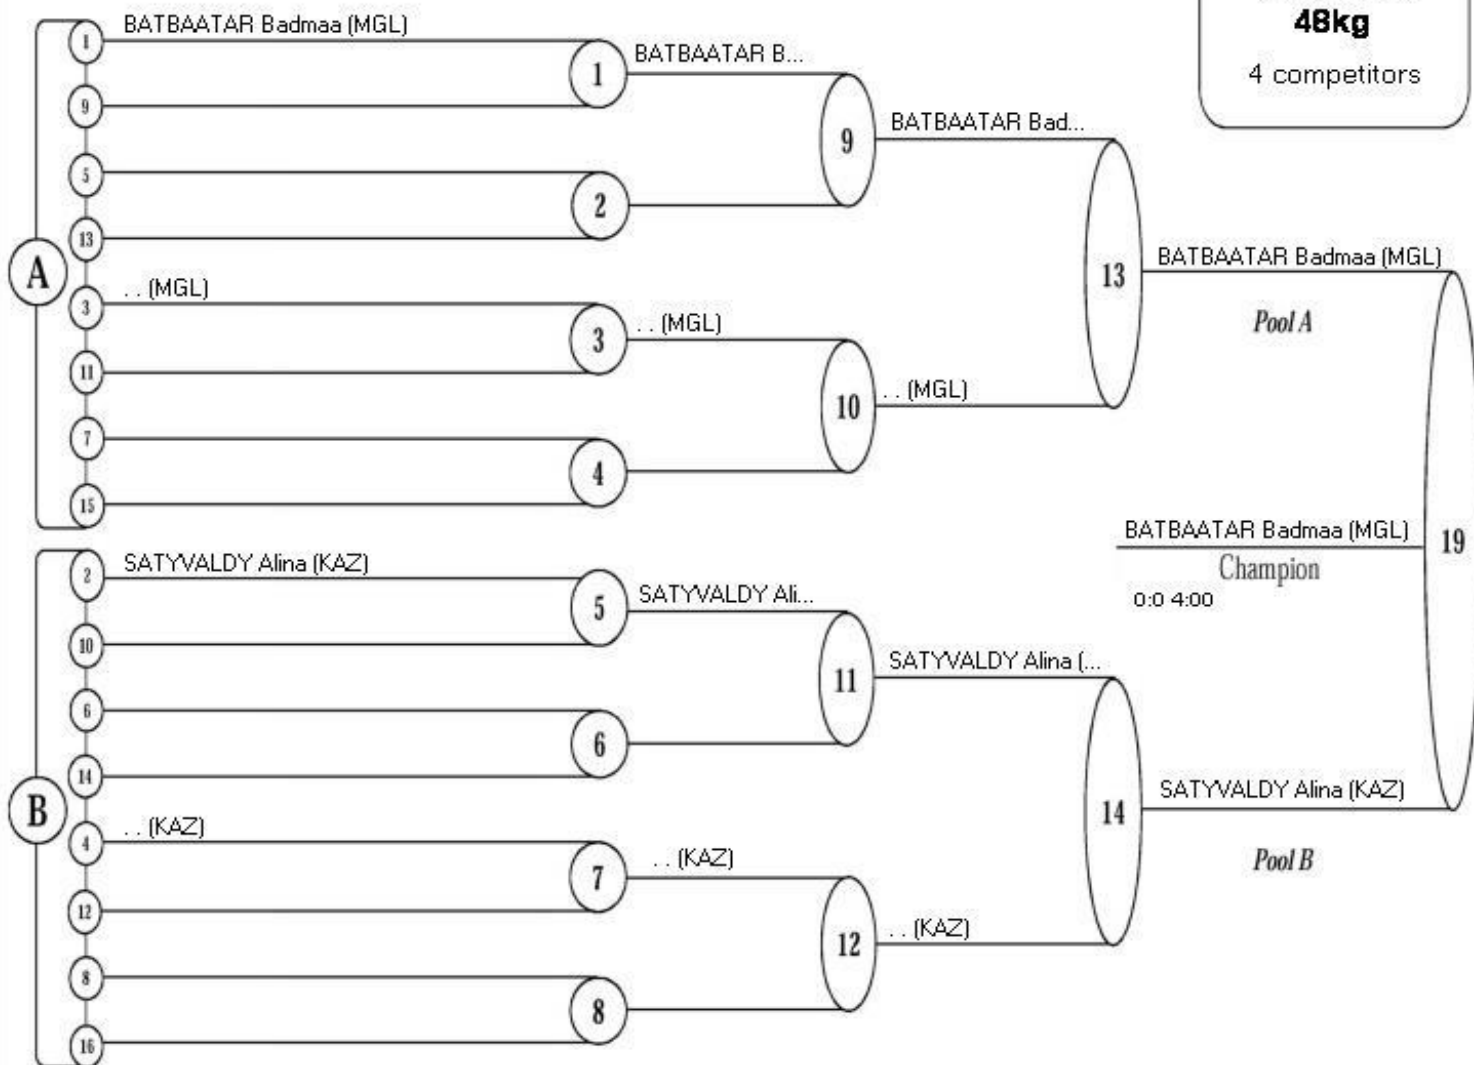 48kg
4 competitors
A
1
BATBAATAR Badmaa (MGL)
9
1
BATBAATAR B...
5
13
2
9
BATBAATAR Bad...
3
. . (MGL)
11
3
. . (MGL)
7
15
4
10
. . (MGL)
13
BATBAATAR Badmaa (MGL)
Pool A
B
2
SATYVALDY Alina (KAZ)
10
5
SATYVALDY Ali...
6
14
6
11
SATYVALDY Alina (...
4
. . (KAZ)
12
7
. . (KAZ)
8
16
8
12
. . (KAZ)
14
SATYVALDY Alina (KAZ)
Pool B
19
BATBAATAR Badmaa (MGL)
Champion
0:0 4:00